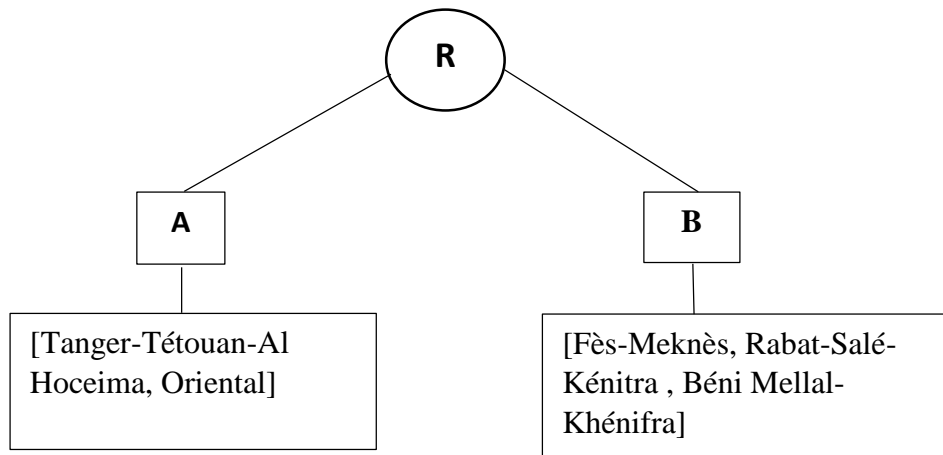 R
A
B
[Tanger-Tétouan-Al
Hoceima, Oriental]
[Fès-Meknès, Rabat-Salé-
Kénitra , Béni Mellal-
Khénifra]